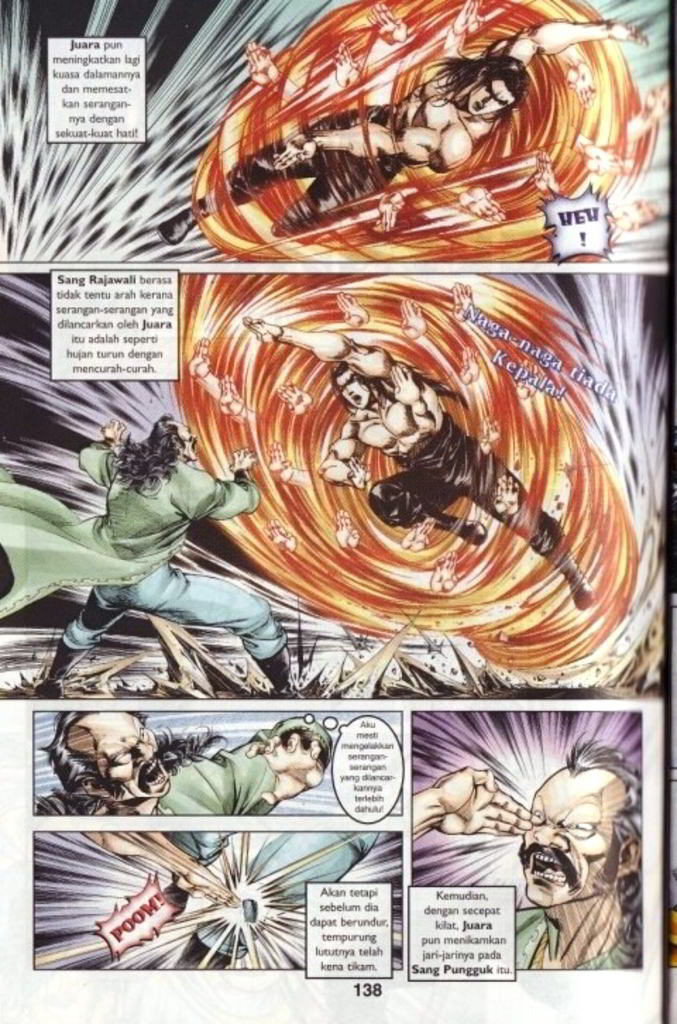 Juara pun
meningkatkan lagi
kuasa dalamannya
dan memesat-
kan serangan-
nya dengan
sekuat-kuat hati!
HEH
!
Sang Rajawali berasa
tidak tentu arah kerana
serangan-serangan yang
dilancarkan oleh Juara
itu adalah seperti
hujan turun dengan
mencurah-curah.
Naga-naga tiada
Kepala!
Aku
mesti
mengelakkan
serangan-
serangan
yang dilancar-
kannya
terlebih
dahulu!
POOM!
Akan tetapi
sebelum dia
dapat berundur,
tempurung
lututnya telah
kena tikam.
Kemudian,
dengan secepat
kilat, Juara
pun menikamkan
jari-jarinya pada
Sang Pungguk itu.
138